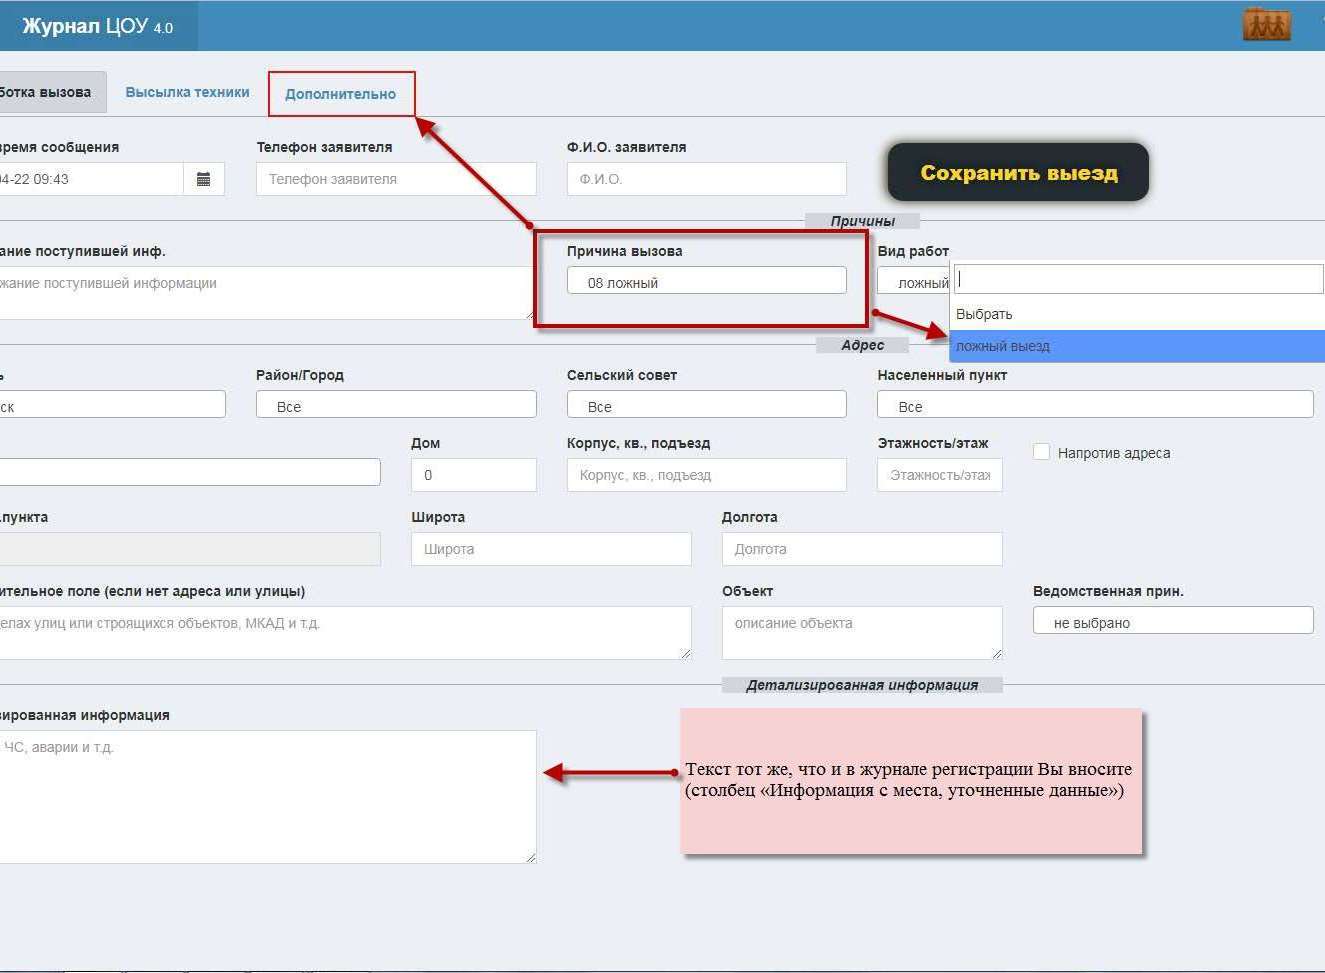 Журнал ЦОУ 4.0
ботка вызова Высылка техники Дополнительно
время сообщения Телефон заявителя Ф.И.О. заявителя
04-22 09:43 Телефон заявителя Ф.И.О. Сохранить выезд
Причины
ание поступившей инф. Причина вызова Вид работ
жание поступившей информации 08 ложный ложный
Выбрать
ложный выезд
Адрес
ь Район/Город Сельский совет Населенный пункт
ск Все Все Все
Дом Корпус, кв., подъезд Этажность/этаж
0 Корпус, кв., подъезд Этажность/этаж Напротив адреса
.пункта Широта Долгота
Широта Долгота
ительное поле (если нет адреса или улицы) Объект Ведомственная прин.
елах улиц или строящихся объектов, МКАД и т.д. описание объекта не выбрано
Детализированная информация
зированная информация
ЧС, аварии и т.д.
Текст тот же, что и в журнале регистрации Вы вносите
(столбец «Информация с места, уточненные данные»)